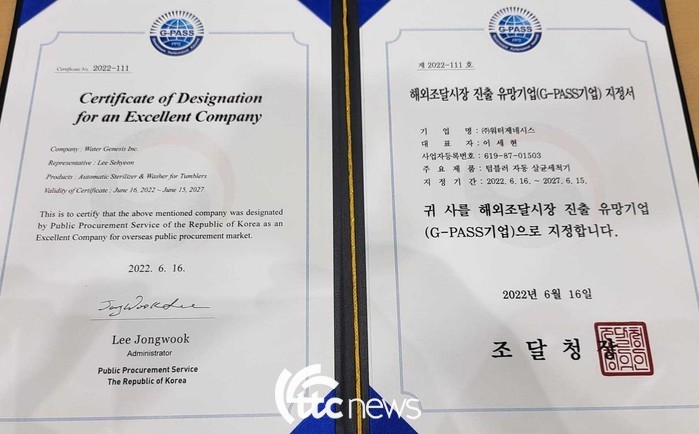 G-PASS
PPS
Certificate No. 2022-111
Certificate of Designation
for an Excellent Company
Company : Water Genesis Inc.
Representative : Lee Sehyeon
Products : Automatic Sterilizer & Washer for Tumblers
Validity of Certificate : June 16, 2022 ~ June 15, 2027
This is to certify that the above mentioned company was designated
by Public Procurement Service of the Republic of Korea as an
Excellent Company for overseas public procurement market.
2022. 6. 16.
Lee Jongwook
Administrator
Public Procurement Service
The Republic of Korea
G-PASS
PPS
제 2022-111 호
해외조달시장 진출 유망기업(G-PASS기업) 지정서
기 업 명 : ㈜워터제네시스
대 표 자 : 이 세 현
사업자등록번호 : 619-87-01503
주 요 제 품 : 텀블러 자동 살균세척기
지 정 기 간 : 2022. 6. 16. ~ 2027. 6. 15.
귀 사를 해외조달시장 진출 유망기업
(G-PASS기업)으로 지정합니다.
2022년 6월 16일
조 달 청 장
ttcnews